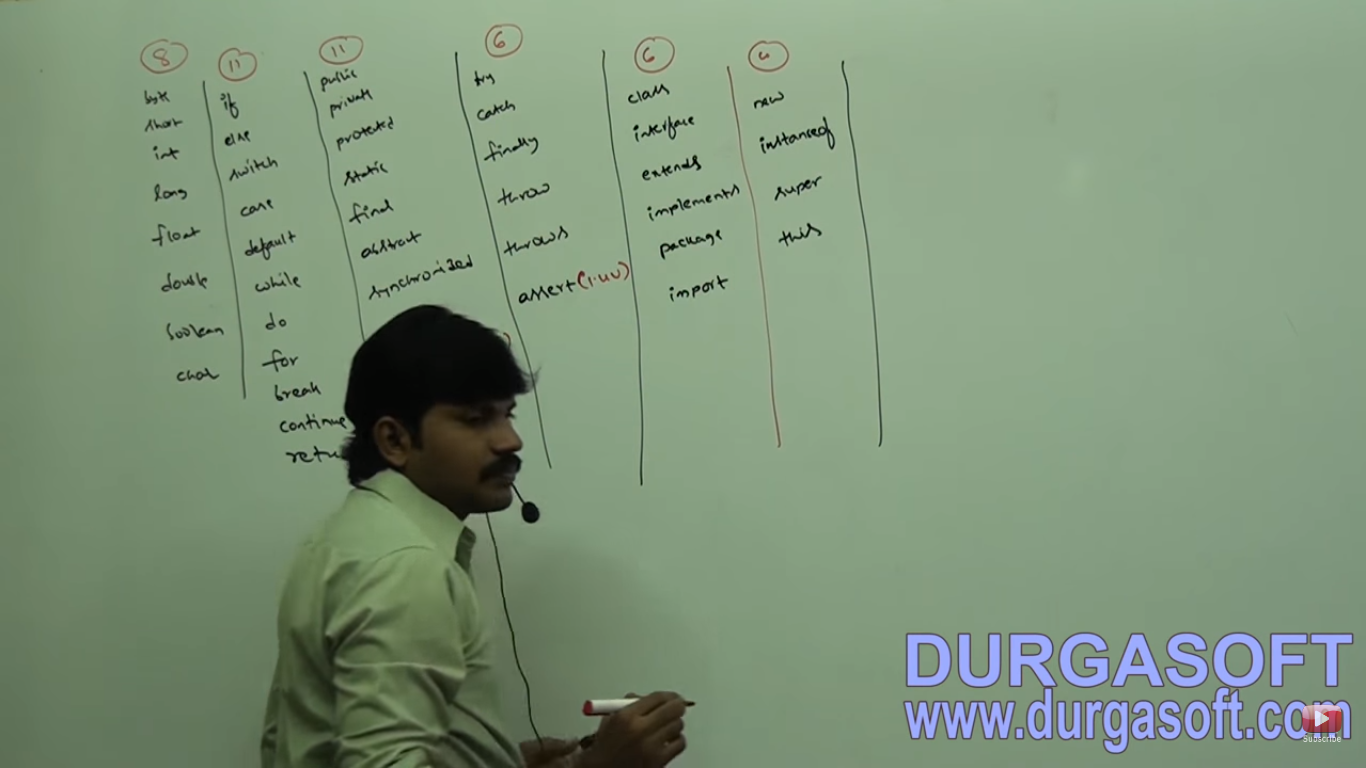 8
byte
short
int
long
float
double
boolean
char
11
if
else
switch
case
default
while
do
for
break
continue
retu
11
public
private
protected
static
final
abstract
synchronized
6
try
catch
finally
throw
throws
assert(1.4V)
6
class
interface
extends
implements
package
import
4
new
instanceof
super
this
DURGASOFT
www.durgasoft.com
Subscribe